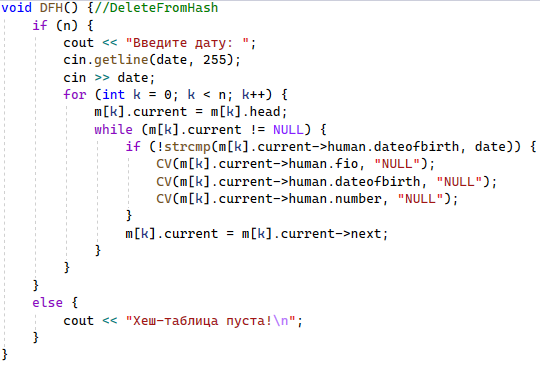 void DFH() {//DeleteFromHash
    if (n) {
        cout << "Введите дату: ";
        cin.getline(date, 255);
        cin >> date;
        for (int k = 0; k < n; k++) {
            m[k].current = m[k].head;
            while (m[k].current != NULL) {
                if (!strcmp(m[k].current->human.dateofbirth, date)) {
                    CV(m[k].current->human.fio, "NULL");
                    CV(m[k].current->human.dateofbirth, "NULL");
                    CV(m[k].current->human.number, "NULL");
                }
                m[k].current = m[k].current->next;
            }
        }
    }
    else {
        cout << "Хеш-таблица пуста!\n";
    }
}